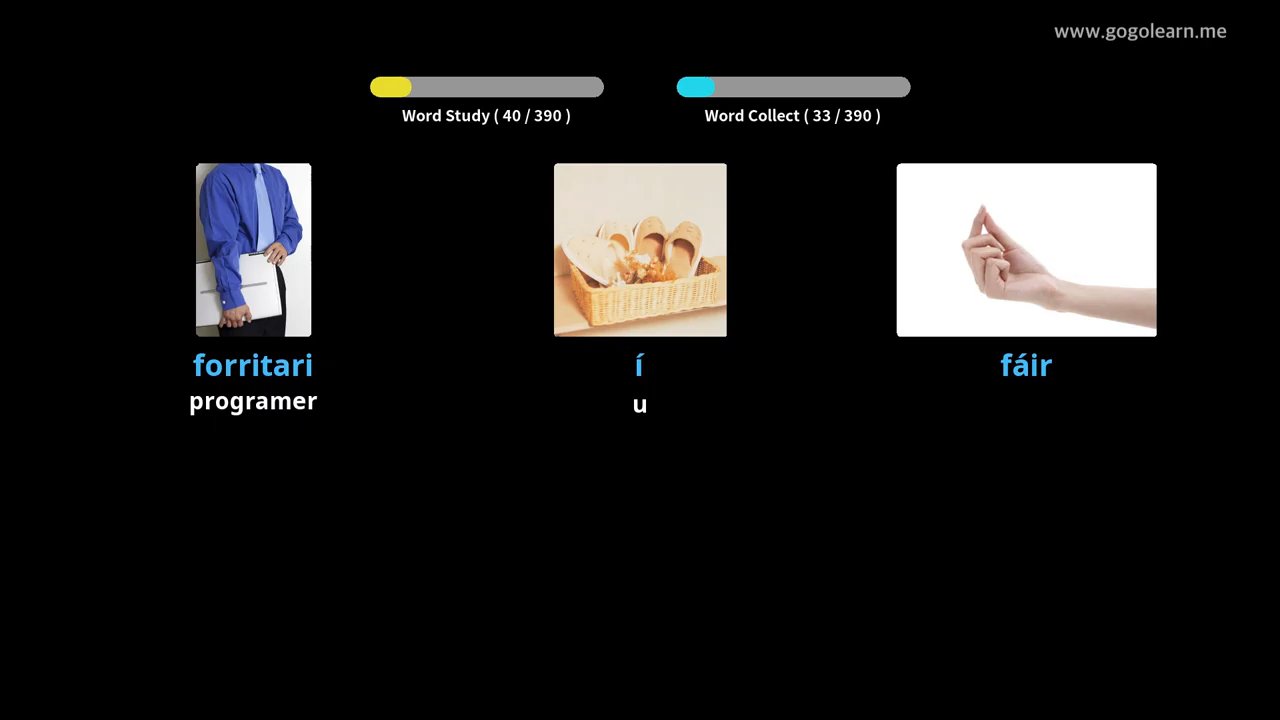 www.gogolearn.me
Word Study ( 40 / 390 )
Word Collect ( 33 / 390 )
forritari
í
fáir
programer
u